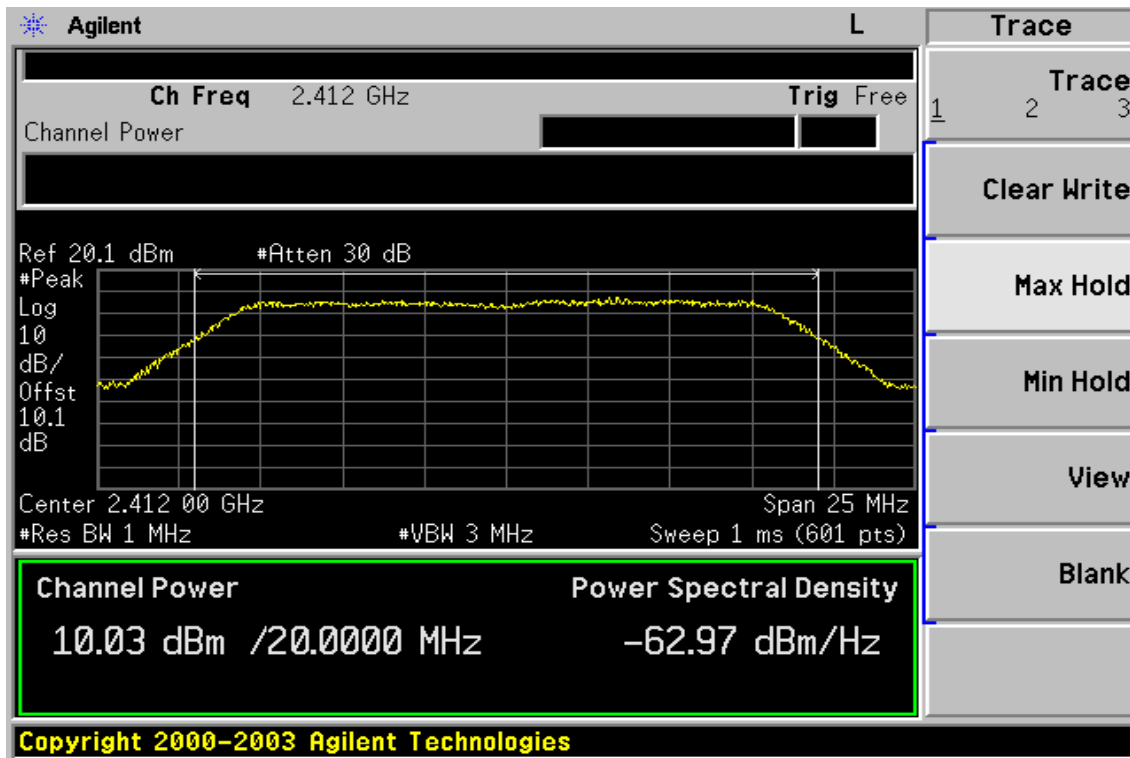 Agilent L Trace
Ch Freq 2.412 GHz Trig Free
Channel Power
Trace
1 2 3
Clear Write
Ref 20.1 dBm #Atten 30 dB
#Peak
Log
10
dB/
Offst
10.1
dB
Max Hold
Min Hold
View
Center 2.412 00 GHz Span 25 MHz
#Res BW 1 MHz #VBW 3 MHz Sweep 1 ms (601 pts)
Blank
Channel Power Power Spectral Density
10.03 dBm /20.0000 MHz -62.97 dBm/Hz
Copyright 2000-2003 Agilent Technologies